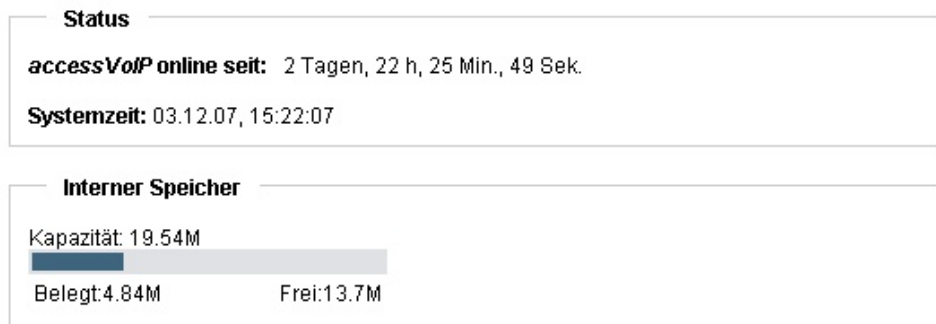 Status
accessVoIP online seit: 2 Tagen, 22 h, 25 Min., 49 Sek.
Systemzeit: 03.12.07, 15:22:07
Interner Speicher
Kapazität: 19.54M
Belegt:4.84M Frei:13.7M